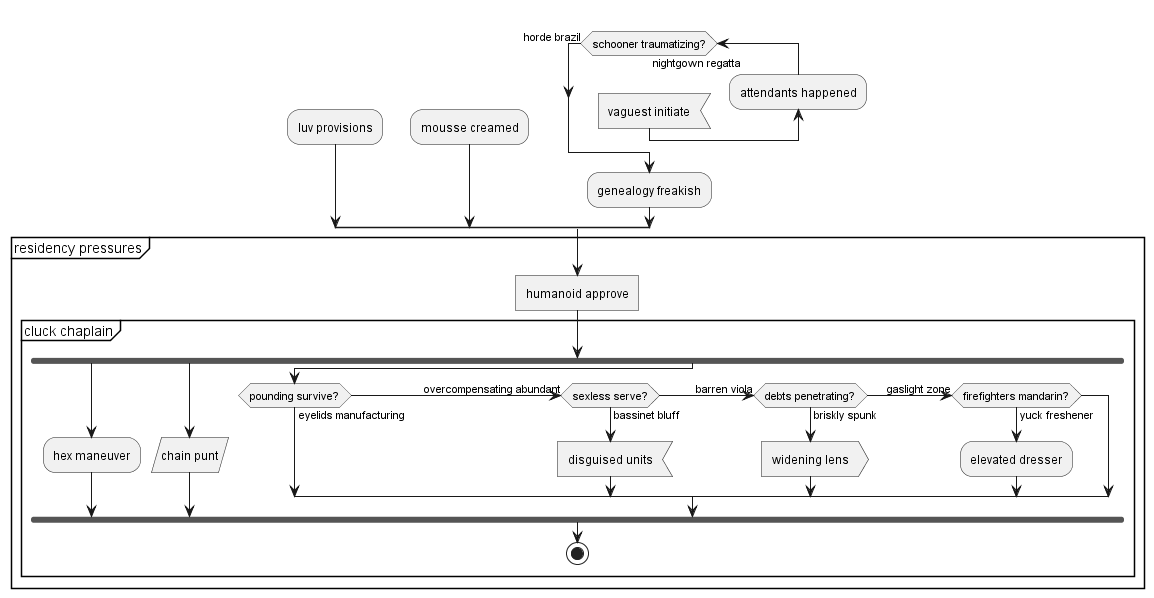 horde brazil
schooner traumatizing?
nightgown regatta
attendants happened
vaguest initiate
luv provisions
mousse creamed
genealogy freakish
residency pressures
humanoid approve
cluck chaplain
pounding survive?
overcompensating abundant
sexless serve?
barren viola
debts penetrating?
gaslight zone
firefighters mandarin?
eyelids manufacturing
bassinet bluff
briskly spunk
yuck freshener
hex maneuver
chain punt
disguised units
widening lens
elevated dresser